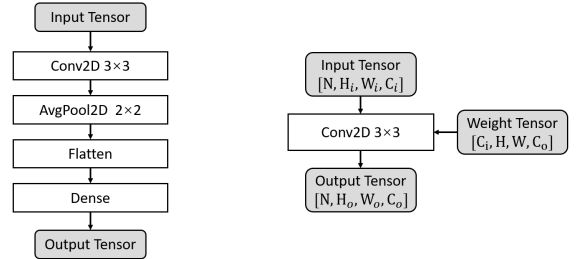 Input Tensor
Conv2D 3×3
AvgPool2D 2×2
Flatten
Dense
Output Tensor
Input Tensor
[N, Hᵢ, Wᵢ, Cᵢ]
Conv2D 3×3
Weight Tensor
[Cᵢ, H, W, Cₒ]
Output Tensor
[N, Hₒ, Wₒ, Cₒ]